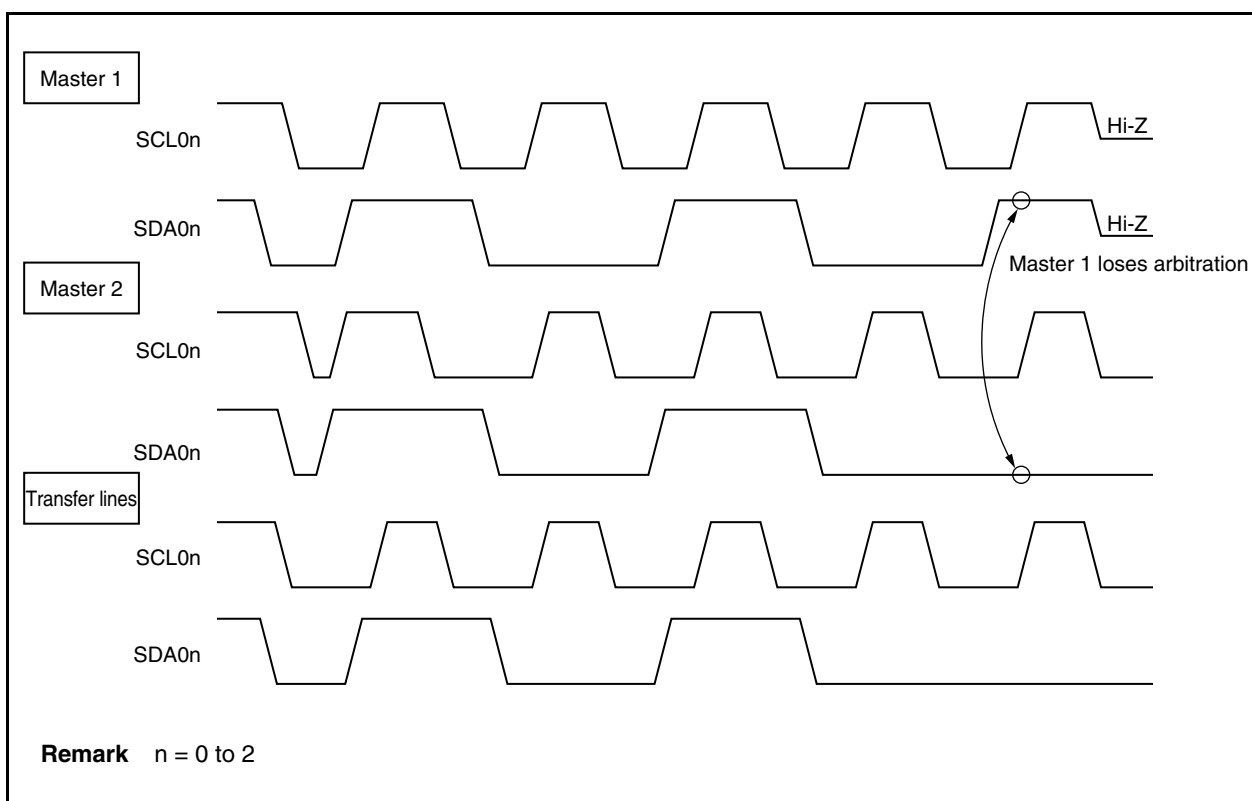 Master 1
SCL0n
Hi-Z
SDA0n
Hi-Z
Master 1 loses arbitration
Master 2
SCL0n
SDA0n
Transfer lines
SCL0n
SDA0n
Remark n = 0 to 2